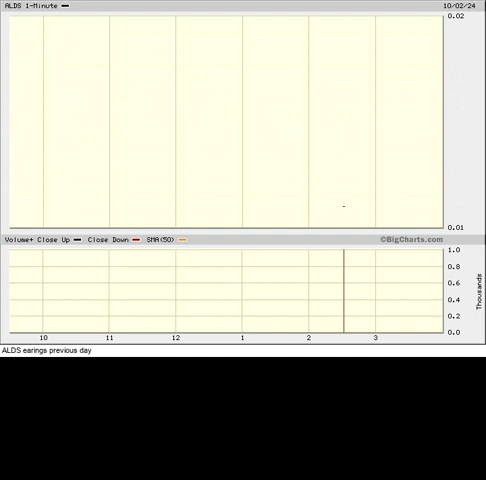 ALDS 1-Minute 10/02/24
0.02
0.01
Volume+ Close Up Close Down SMA(50) ©BigCharts.com
1.0
0.8
0.6
0.4
0.2
0.0
Thousands
10 11 12 1 2 3
ALDS earings previous day